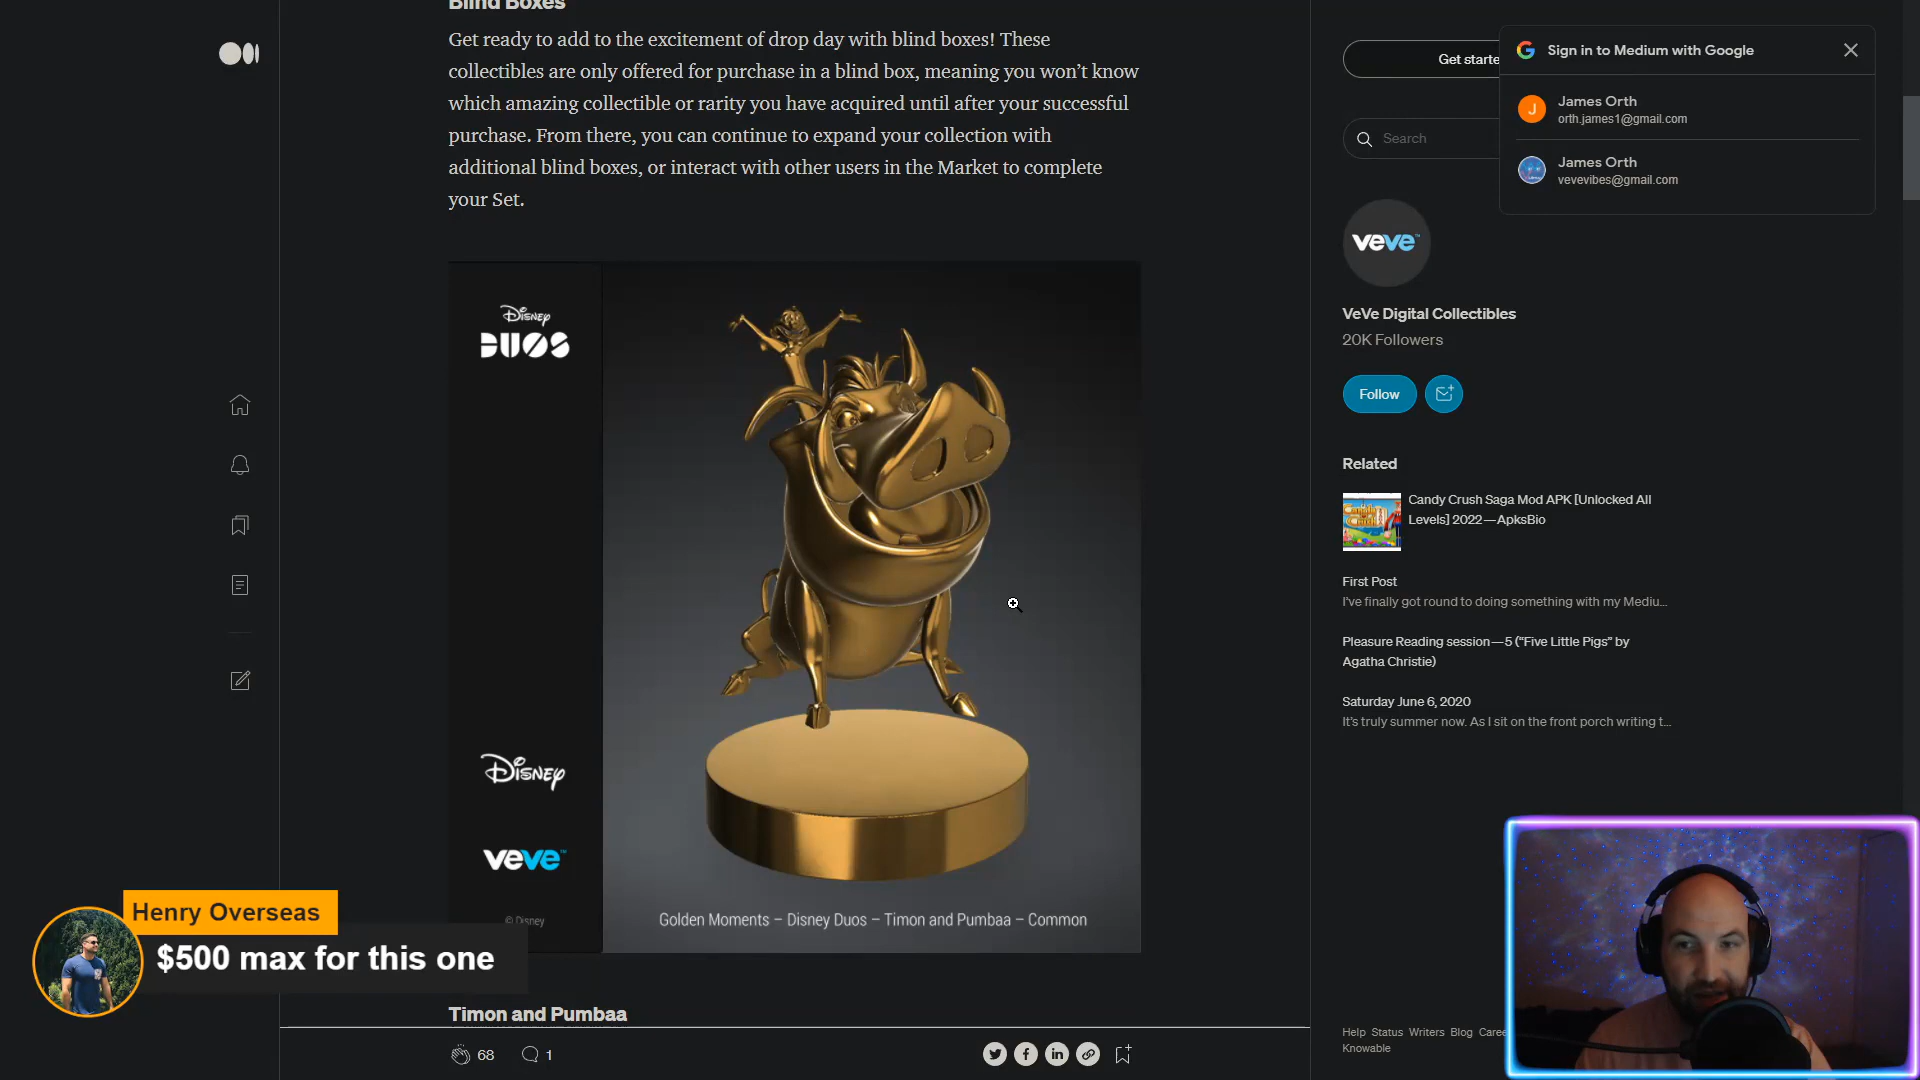 Blind Boxes
Get ready to add to the excitement of drop day with blind boxes! These
collectibles are only offered for purchase in a blind box, meaning you won’t know
which amazing collectible or rarity you have acquired until after your successful
purchase. From there, you can continue to expand your collection with
additional blind boxes, or interact with other users in the Market to complete
your Set.
Disney
DUOS
Disney
veve™
© Disney
Golden Moments – Disney Duos – Timon and Pumbaa – Common
Timon and Pumbaa
68
1
Henry Overseas
$500 max for this one
Sign in to Medium with Google
J
James Orth
orth.james1@gmail.com
James Orth
vevevibes@gmail.com
Search
veve™
VeVe Digital Collectibles
20K Followers
Follow
Related
Candy Crush Saga Mod APK [Unlocked All
Levels] 2022—ApksBio
First Post
I’ve finally got round to doing something with my Mediu...
Pleasure Reading session—5 (“Five Little Pigs” by
Agatha Christie)
Saturday June 6, 2020
It’s truly summer now. As I sit on the front porch writing t...
Help Status Writers Blog
Knowable